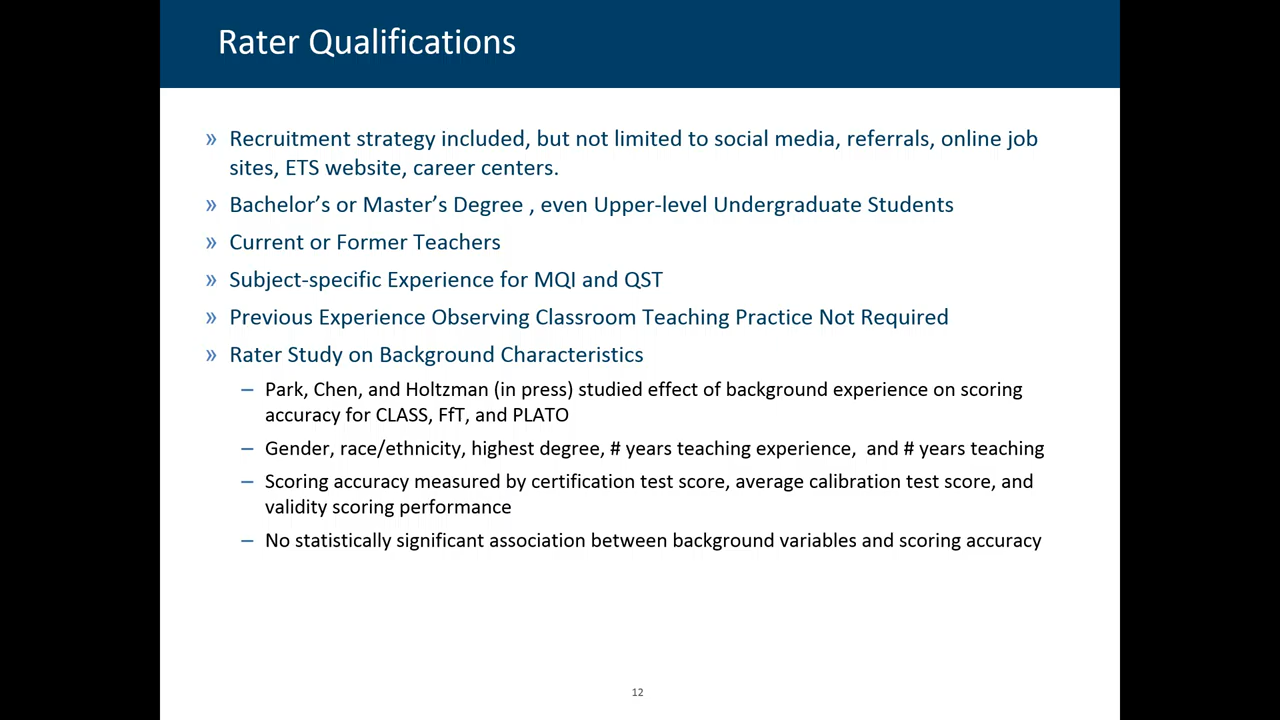 Rater Qualifications
» Recruitment strategy included, but not limited to social media, referrals, online job
sites, ETS website, career centers.
» Bachelor’s or Master’s Degree , even Upper-level Undergraduate Students
» Current or Former Teachers
» Subject-specific Experience for MQI and QST
» Previous Experience Observing Classroom Teaching Practice Not Required
» Rater Study on Background Characteristics
– Park, Chen, and Holtzman (in press) studied effect of background experience on scoring
accuracy for CLASS, FfT, and PLATO
– Gender, race/ethnicity, highest degree, # years teaching experience,  and # years teaching
– Scoring accuracy measured by certification test score, average calibration test score, and
validity scoring performance
– No statistically significant association between background variables and scoring accuracy
12